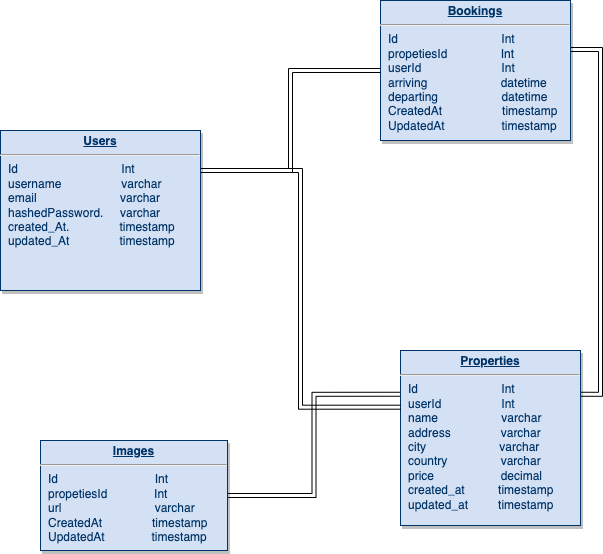 Bookings
Id Int
propetiesId Int
userId Int
arriving datetime
departing datetime
CreatedAt timestamp
UpdatedAt timestamp
Users
Id Int
username varchar
email varchar
hashedPassword. varchar
created_At. timestamp
updated_At timestamp
Properties
Id Int
userId Int
name varchar
address varchar
city varchar
country varchar
price decimal
created_at timestamp
updated_at timestamp
Images
Id Int
propetiesId Int
url varchar
CreatedAt timestamp
UpdatedAt timestamp